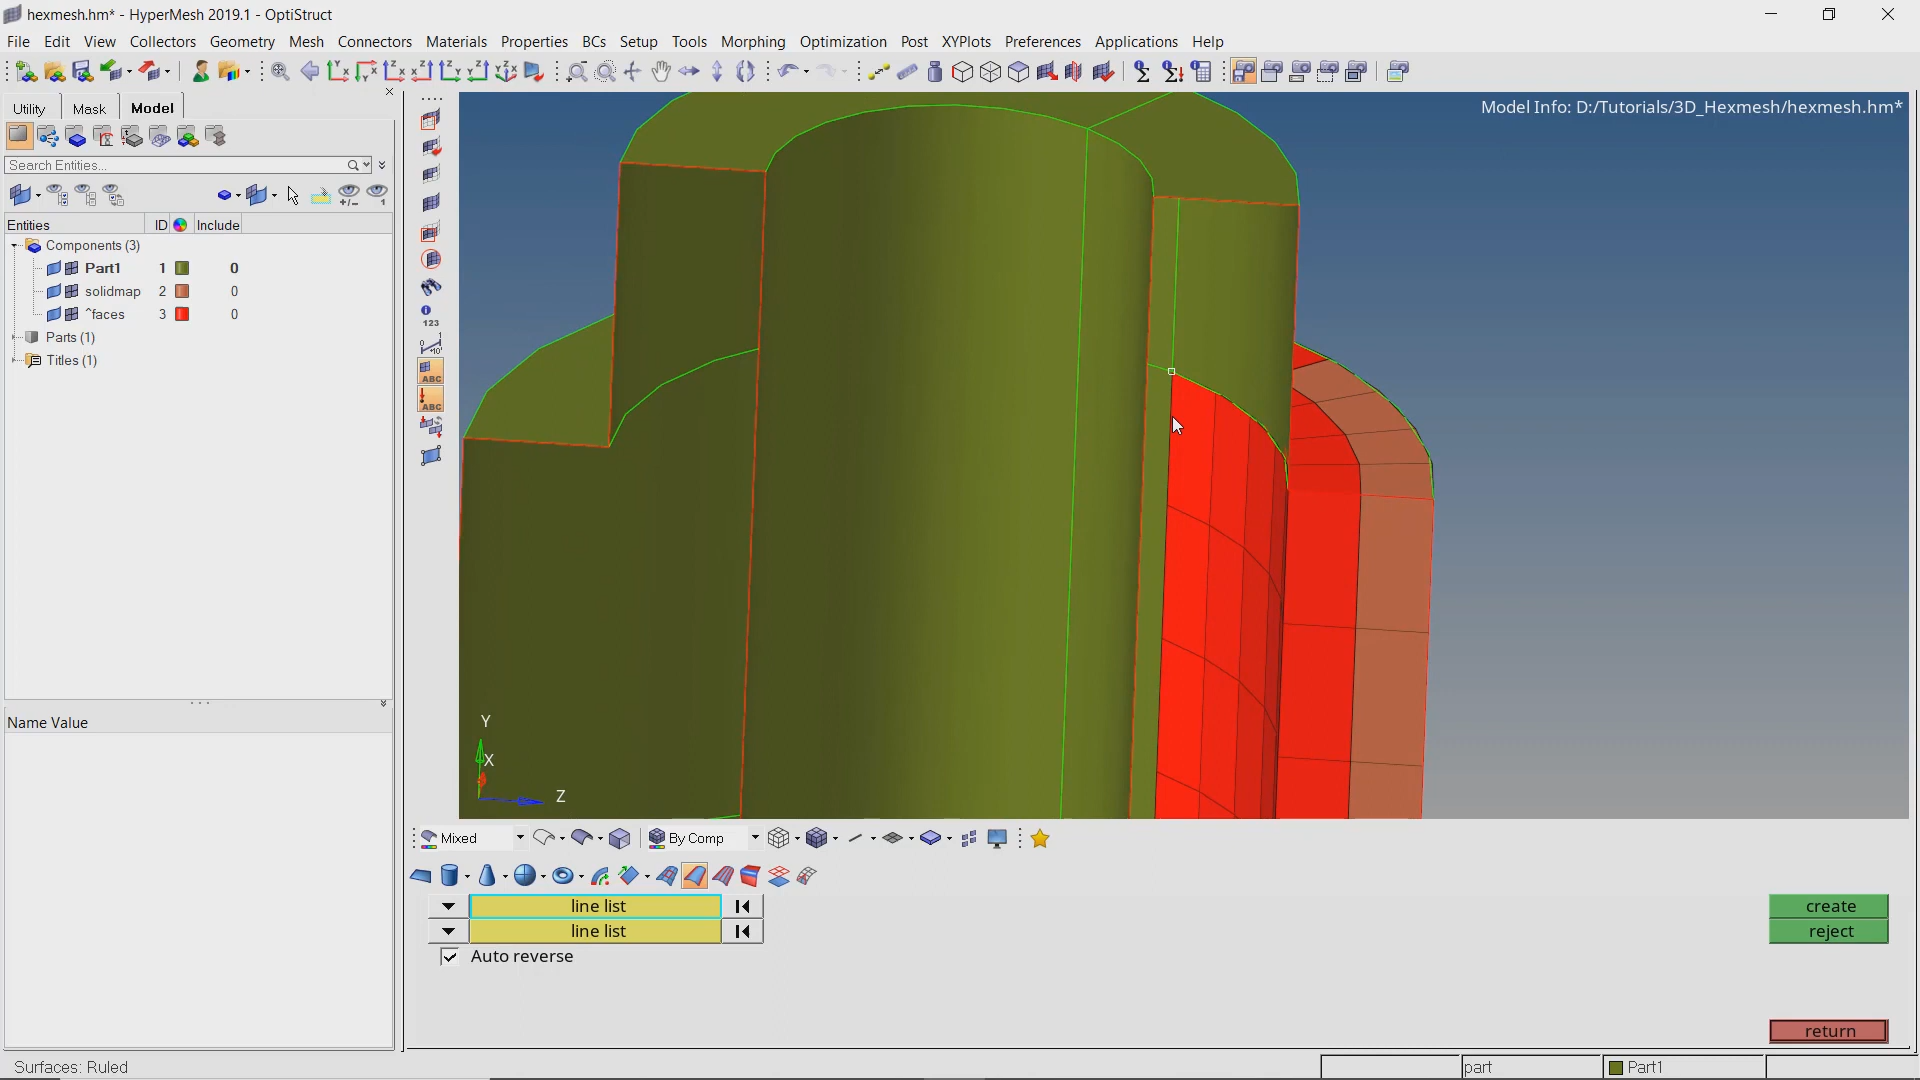 hexmesh.hm* - HyperMesh 2019.1 - OptiStruct
File Edit View Collectors Geometry Mesh Connectors Materials Properties BCs Setup Tools Morphing Optimization Post XYPlots Preferences Applications Help
Utility Mask Model
Model Info: D:/Tutorials/3D_Hexmesh/hexmesh.hm*
Search Entities...
Entities ID Include
Components (3)
Part1 1 0
solidmap 2 0
^faces 3 0
Parts (1)
Titles (1)
123
ABC
ABC
Name Value
Y
X
Z
Mixed By Comp
line list
line list
Auto reverse
create
reject
return
Surfaces: Ruled
part
Part1